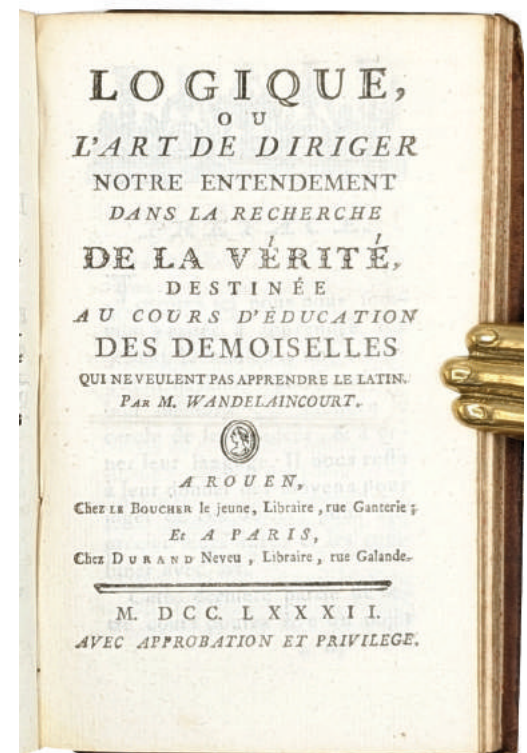 LOGIQUE,
OU
L'ART DE DIRIGER
NOTRE ENTENDEMENT
DANS LA RECHERCHE
DE LA VÉRITÉ,
DESTINÉE
AU COURS D'ÉDUCATION
DES DEMOISELLES
QUI NE VEULENT PAS APPRENDRE LE LATIN.
PAR M. WANDELAINCOURT.
A ROUEN,
Chez LE BOUCHER le jeune, Libraire, rue Ganterie;
Et A PARIS,
Chez DURAND Neveu, Libraire, rue Galande.
M. DCC. LXXXII.
AVEC APPROBATION ET PRIVILEGE.